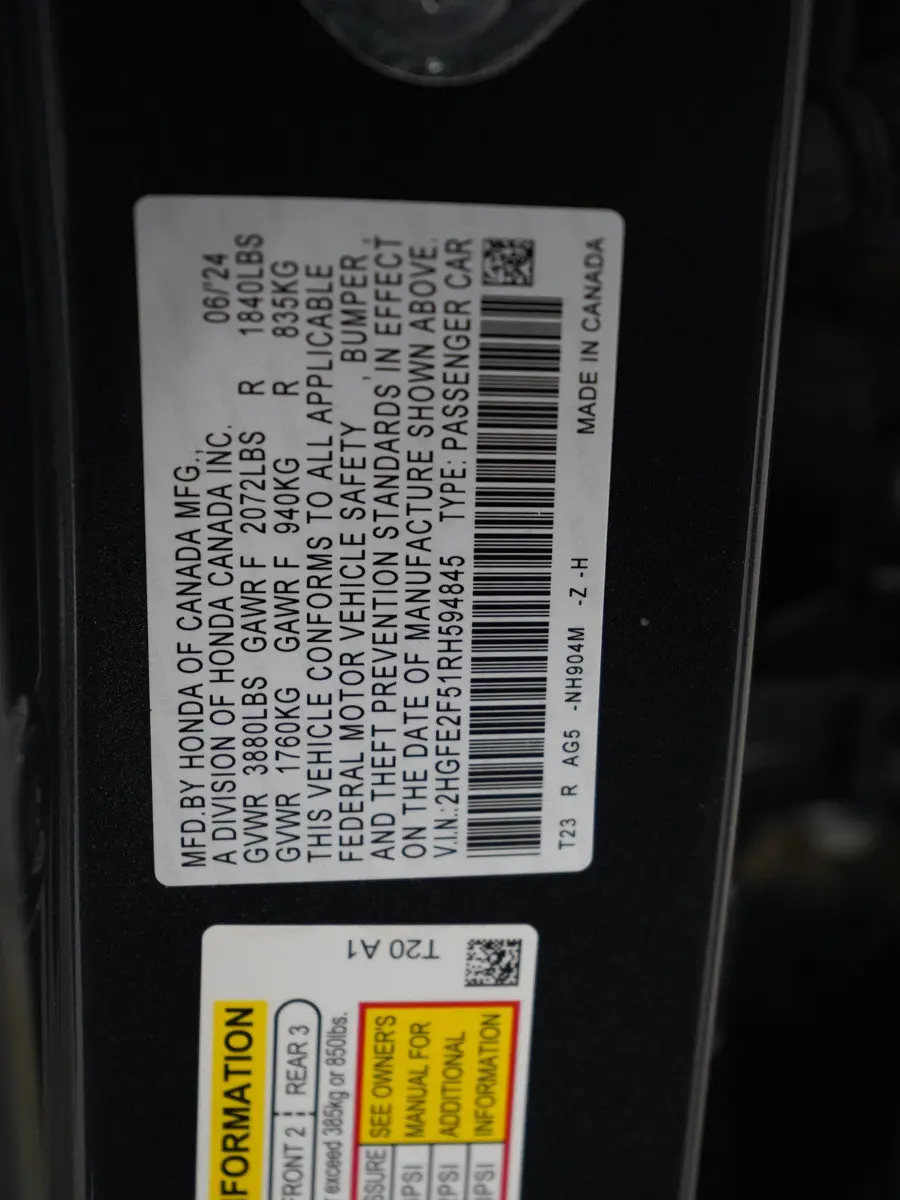 MFD.BY HONDA OF CANADA MFG., 06/'24
A DIVISION OF HONDA CANADA INC.
GVWR 3880LBS GAWR F 2072LBS R 1840LBS
GVWR 1760KG GAWR F 940KG R 835KG
THIS VEHICLE CONFORMS TO ALL APPLICABLE
FEDERAL MOTOR VEHICLE SAFETY , BUMPER ,
AND THEFT PREVENTION STANDARDS IN EFFECT
ON THE DATE OF MANUFACTURE SHOWN ABOVE.
V.I.N.:2HGFE2F51RH594845 TYPE: PASSENGER CAR
T23 R AG5 -NH904M -Z -H MADE IN CANADA
T20 A1
FORMATION
FRONT 2 REAR 3
exceed 385kg or 850lbs.
SSURE SEE OWNER'S
PSI MANUAL FOR
PSI ADDITIONAL
PSI INFORMATION